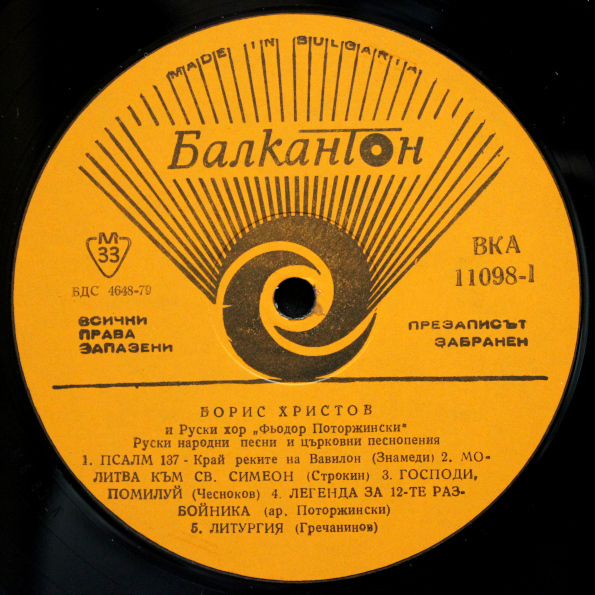 MADE IN BULGARIA
БалкантОн
М
33
БДС 4648-79
ВКА
11098-1
ВСИЧКИ
ПРАВА
ЗАПАЗЕНИ
ПРЕЗАПИСЪТ
ЗАБРАНЕН
БОРИС ХРИСТОВ
и Руски хор „Фьодор Поторжински"
Руски народни песни и църковни песнопения
1. ПСАЛМ 137 - Край реките на Вавилон (Знамеди) 2. МО-
ЛИТВА КЪМ СВ. СИМЕОН (Строкин) 3. ГОСПОДИ,
ПОМИЛУЙ (Чесноков) 4. ЛЕГЕНДА ЗА 12-ТЕ РАЗ-
БОЙНИКА (ар. Поторжински)
5. ЛИТУРГИЯ (Гречанинов)